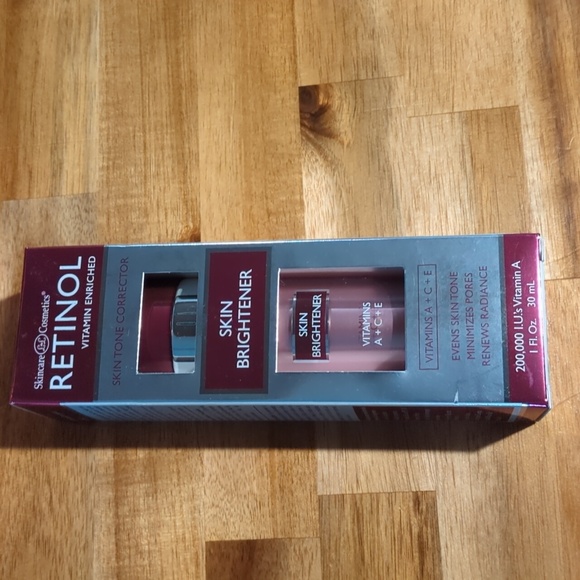 Skincare LdeL Cosmetics®
RETINOL
VITAMIN ENRICHED
SKIN TONE CORRECTOR
SKIN
BRIGHTENER
SKIN
BRIGHTENER
VITAMINS
A + C + E
VITAMINS A + C + E
EVENS SKIN TONE
MINIMIZES PORES
RENEWS RADIANCE
200,000 I.U.'s Vitamin A
1 FL Oz. 30 mL